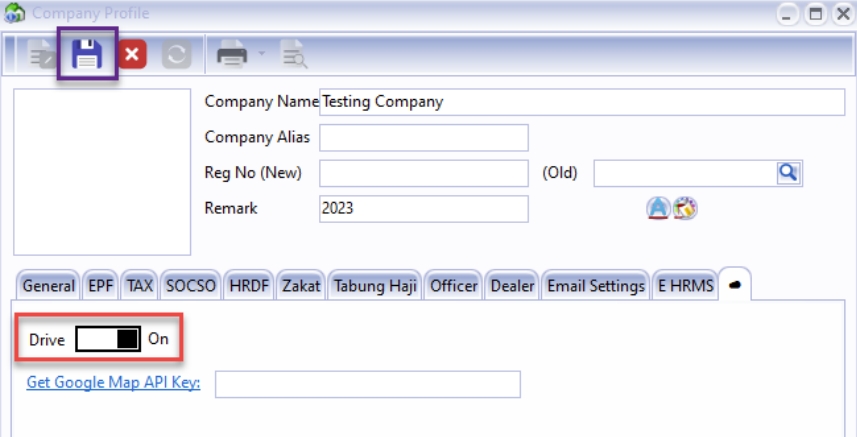 Company Profile
Company Name Testing Company
Company Alias
Reg No (New) (Old)
Remark 2023
General EPF TAX SOCSO HRDF Zakat Tabung Haji Officer Dealer Email Settings E HRMS
Drive On
Get Google Map API Key: